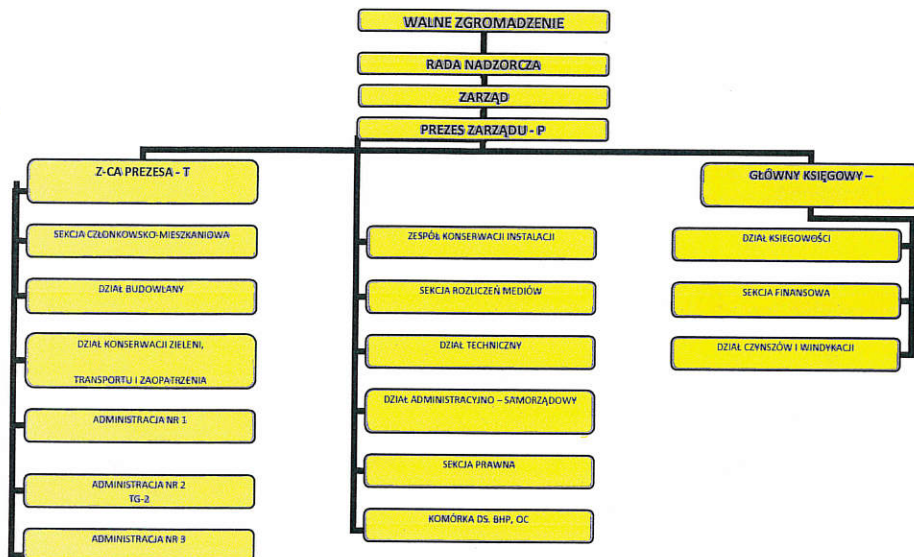 WALNE ZGROMADZENIE
RADA NADZORCZA
ZARZĄD
PREZES ZARZĄDU - P
Z-CA PREZESA - T
SEKCJA CZŁONKOWSKO-MIESZKANIOWA
DZIAŁ BUDOWLANY
DZIAŁ KONSERWACJI ZIELENI,
TRANSPORTU I ZAOPATRZENIA
ADMINISTRACJA NR 1
ADMINISTRACJA NR 2
TG-2
ADMINISTRACJA NR 3
ZESPÓŁ KONSERWACJI INSTALACJI
SEKCJA ROZLICZEŃ MEDIÓW
DZIAŁ TECHNICZNY
DZIAŁ ADMINISTRACYJNO – SAMORZĄDOWY
SEKCJA PRAWNA
KOMÓRKA DS. BHP, OC
GŁÓWNY KSIĘGOWY –
DZIAŁ KSIEGOWOŚCI
SEKCJA FINANSOWA
DZIAŁ CZYNSZÓW I WINDYKACJI